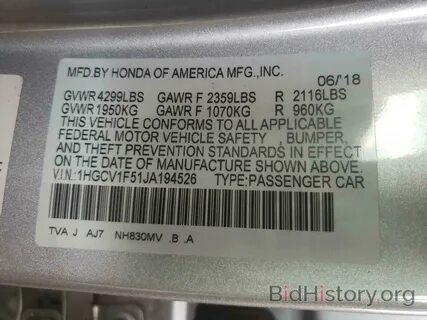 MFD.BY HONDA OF AMERICA MFG.,INC.
06/'18
GVWR 4299LBS GAWR F 2359LBS R 2116LBS
GVWR 1950KG GAWR F 1070KG R 960KG
THIS VEHICLE CONFORMS TO ALL APPLICABLE
FEDERAL MOTOR VEHICLE SAFETY , BUMPER,
AND THEFT PREVENTION STANDARDS IN EFFECT
ON THE DATE OF MANUFACTURE SHOWN ABOVE.
V.I.N.:1HGCV1F51JA194526 TYPE:PASSENGER CAR
TVA J AJ7 NH830MV .B .A
BidHistory.org